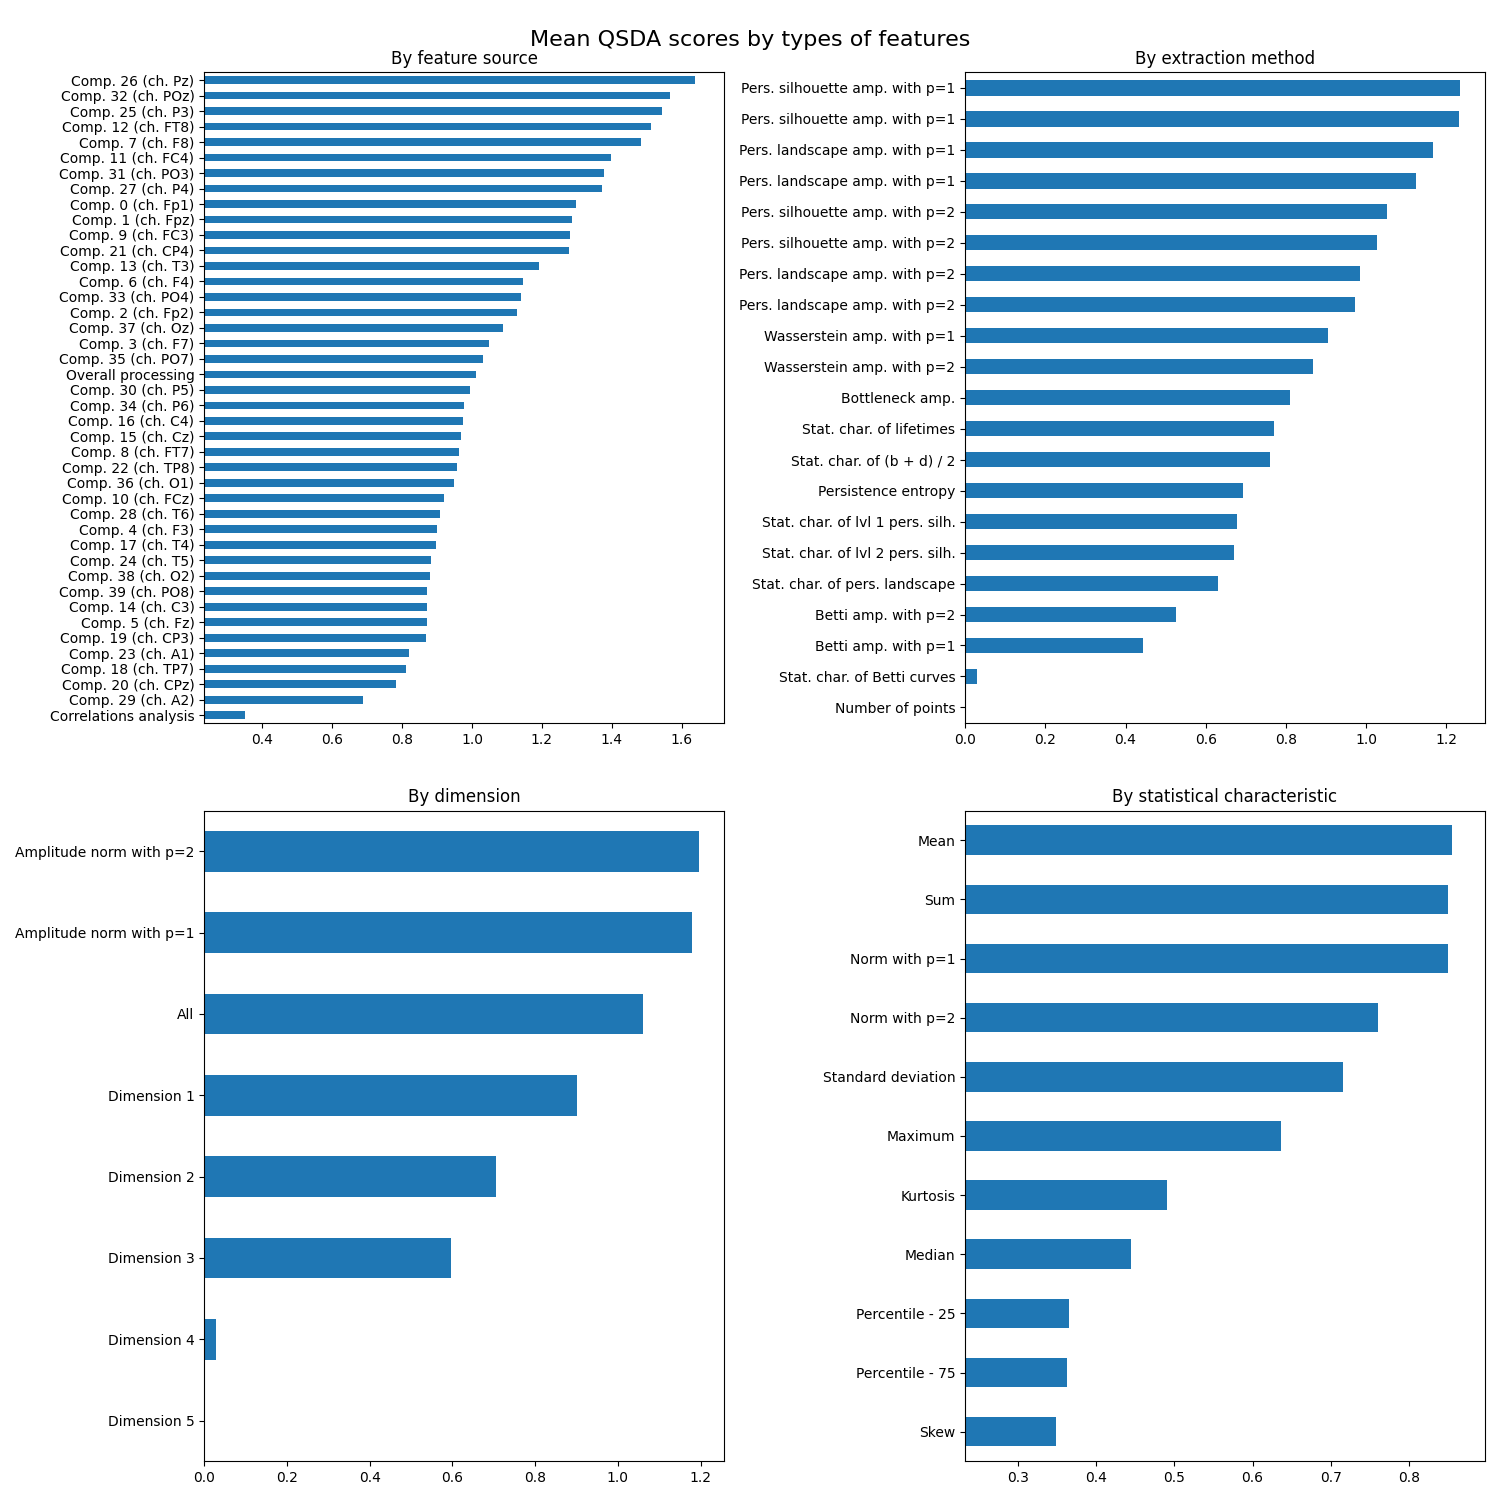 Mean QSDA scores by types of features
By feature source
Comp. 26 (ch. Pz)
Comp. 32 (ch. POz)
Comp. 25 (ch. P3)
Comp. 12 (ch. FT8)
Comp. 7 (ch. F8)
Comp. 11 (ch. FC4)
Comp. 31 (ch. PO3)
Comp. 27 (ch. P4)
Comp. 0 (ch. Fp1)
Comp. 1 (ch. Fpz)
Comp. 9 (ch. FC3)
Comp. 21 (ch. CP4)
Comp. 13 (ch. T3)
Comp. 6 (ch. F4)
Comp. 33 (ch. PO4)
Comp. 2 (ch. Fp2)
Comp. 37 (ch. Oz)
Comp. 3 (ch. F7)
Comp. 35 (ch. PO7)
Overall processing
Comp. 30 (ch. P5)
Comp. 34 (ch. P6)
Comp. 16 (ch. C4)
Comp. 15 (ch. Cz)
Comp. 8 (ch. FT7)
Comp. 22 (ch. TP8)
Comp. 36 (ch. O1)
Comp. 10 (ch. FCz)
Comp. 28 (ch. T6)
Comp. 4 (ch. F3)
Comp. 17 (ch. T4)
Comp. 24 (ch. T5)
Comp. 38 (ch. O2)
Comp. 39 (ch. PO8)
Comp. 14 (ch. C3)
Comp. 5 (ch. Fz)
Comp. 19 (ch. CP3)
Comp. 23 (ch. A1)
Comp. 18 (ch. TP7)
Comp. 20 (ch. CPz)
Comp. 29 (ch. A2)
Correlations analysis
0.4 0.6 0.8 1.0 1.2 1.4 1.6
By extraction method
Pers. silhouette amp. with p=1
Pers. silhouette amp. with p=1
Pers. landscape amp. with p=1
Pers. landscape amp. with p=1
Pers. silhouette amp. with p=2
Pers. silhouette amp. with p=2
Pers. landscape amp. with p=2
Pers. landscape amp. with p=2
Wasserstein amp. with p=1
Wasserstein amp. with p=2
Bottleneck amp.
Stat. char. of lifetimes
Stat. char. of (b + d) / 2
Persistence entropy
Stat. char. of lvl 1 pers. silh.
Stat. char. of lvl 2 pers. silh.
Stat. char. of pers. landscape
Betti amp. with p=2
Betti amp. with p=1
Stat. char. of Betti curves
Number of points
0.0 0.2 0.4 0.6 0.8 1.0 1.2
By dimension
Amplitude norm with p=2
Amplitude norm with p=1
All
Dimension 1
Dimension 2
Dimension 3
Dimension 4
Dimension 5
0.0 0.2 0.4 0.6 0.8 1.0 1.2
By statistical characteristic
Mean
Sum
Norm with p=1
Norm with p=2
Standard deviation
Maximum
Kurtosis
Median
Percentile - 25
Percentile - 75
Skew
0.3 0.4 0.5 0.6 0.7 0.8